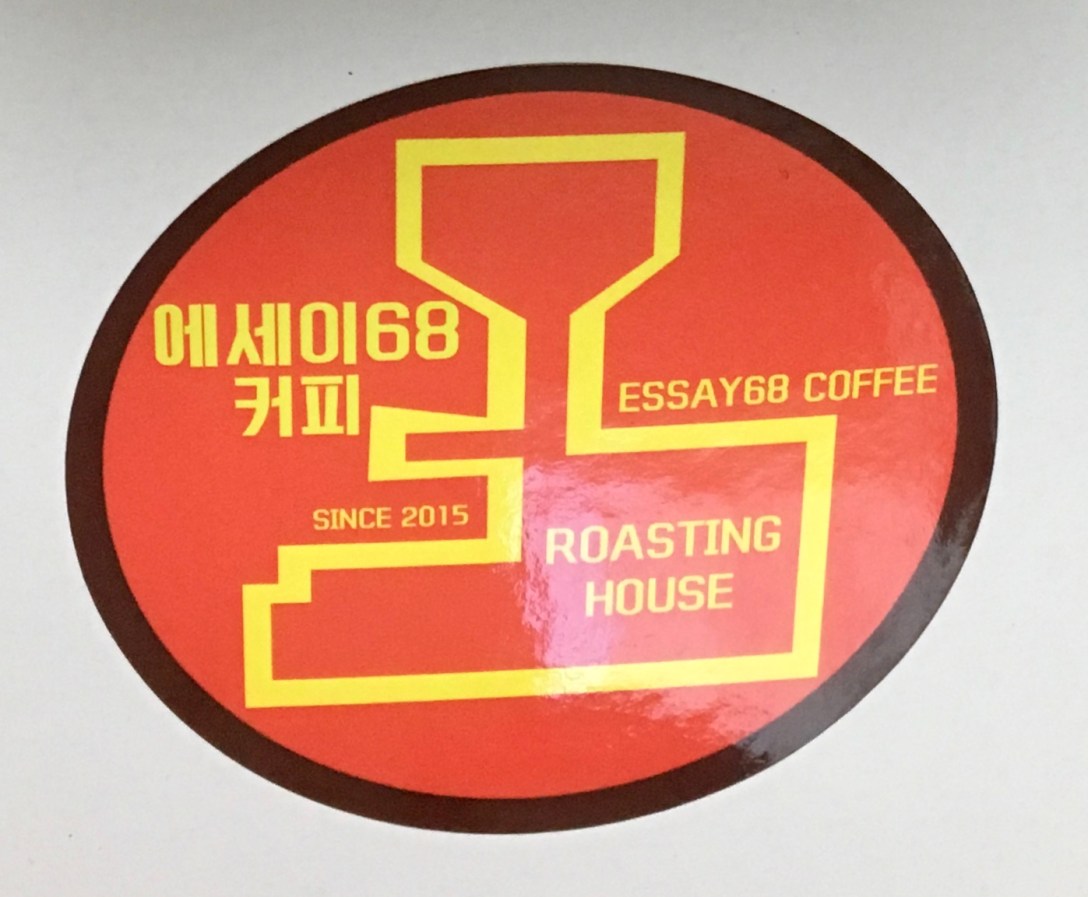 에세이68
커피
ESSAY68 COFFEE
SINCE 2015
ROASTING
HOUSE